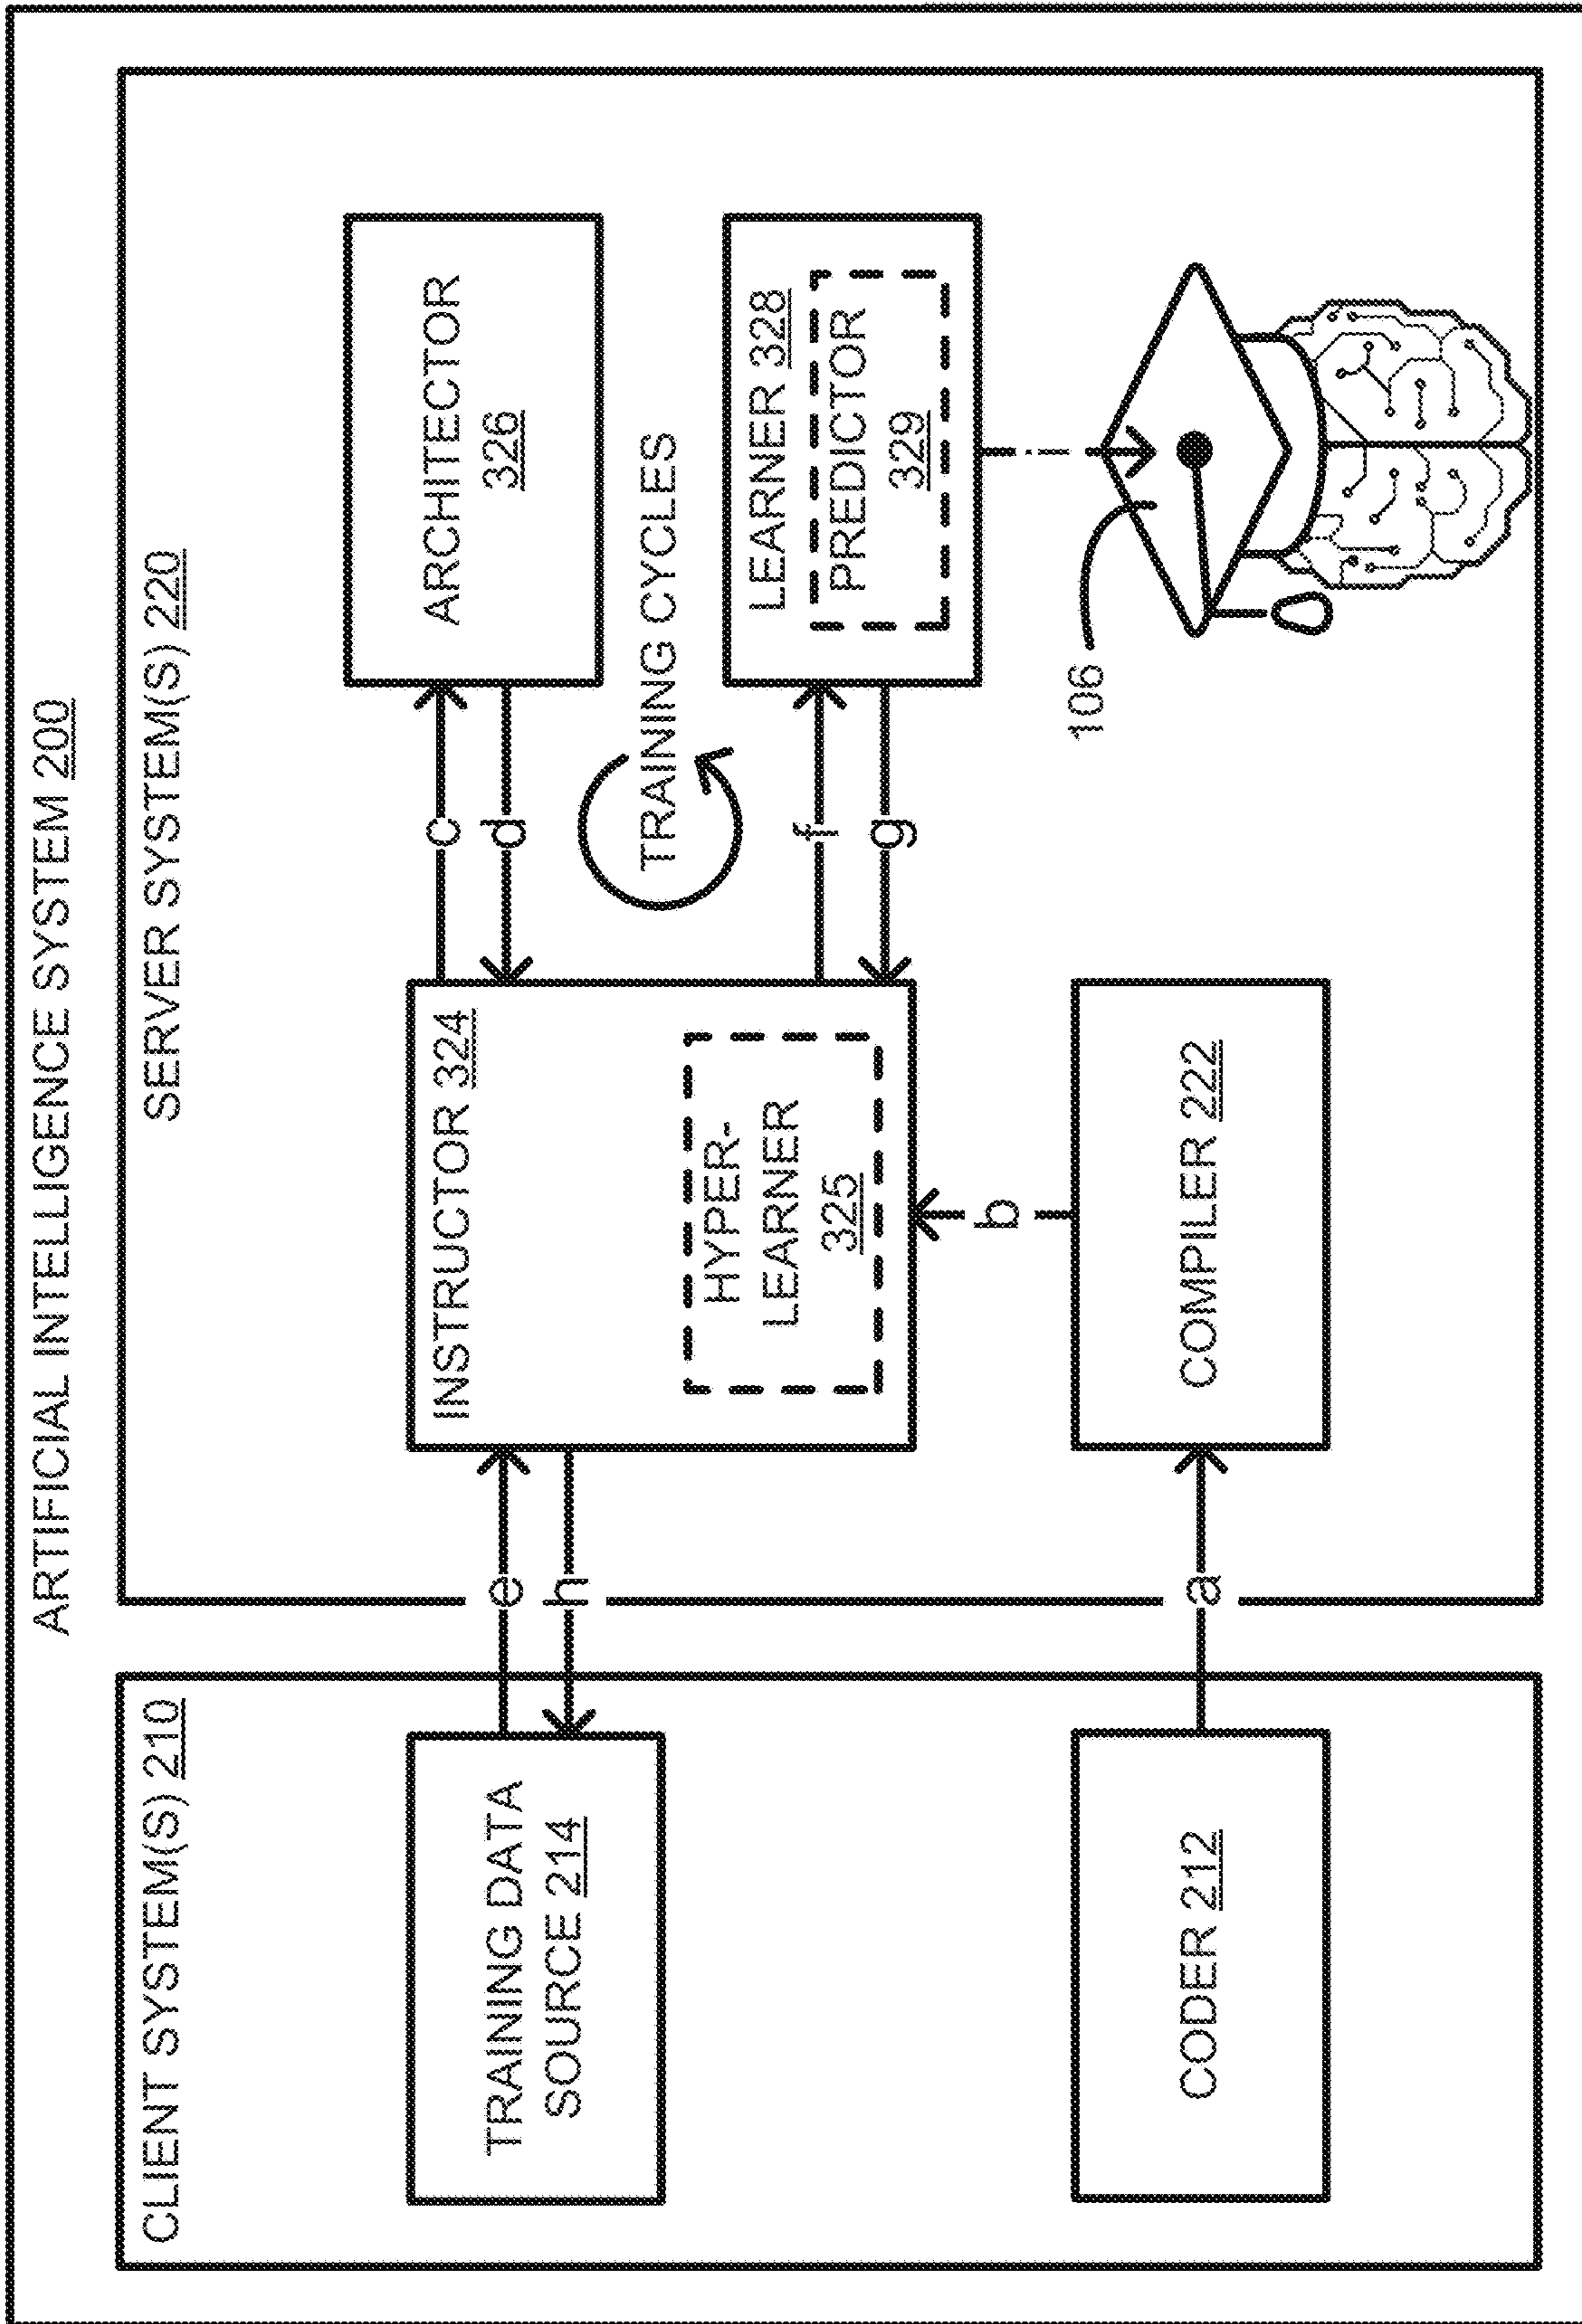 ARTIFICIAL INTELLIGENCE SYSTEM 200
CLIENT SYSTEM(S) 210
TRAINING DATA
SOURCE 214
CODER 212
e
h
a
SERVER SYSTEM(S) 220
INSTRUCTOR 324
HYPER-
LEARNER
325
b
COMPILER 222
c
d
TRAINING CYCLES
f
g
ARCHITECTOR
326
LEARNER 328
PREDICTOR
329
106